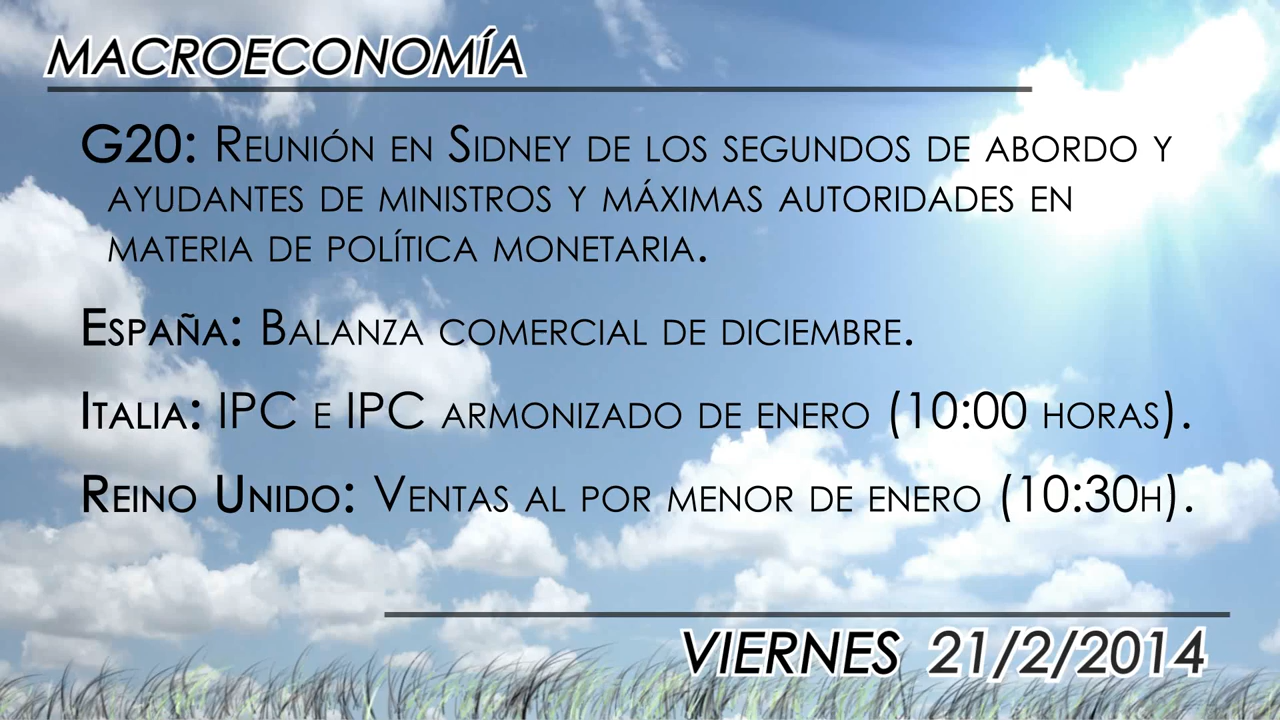 MACROECONOMÍA
G20: Reunión en Sidney de los segundos de abordo y
ayudantes de ministros y máximas autoridades en
materia de política monetaria.
España: Balanza comercial de diciembre.
Italia: IPC e IPC armonizado de enero (10:00 horas).
Reino Unido: Ventas al por menor de enero (10:30h).
VIERNES 21/2/2014